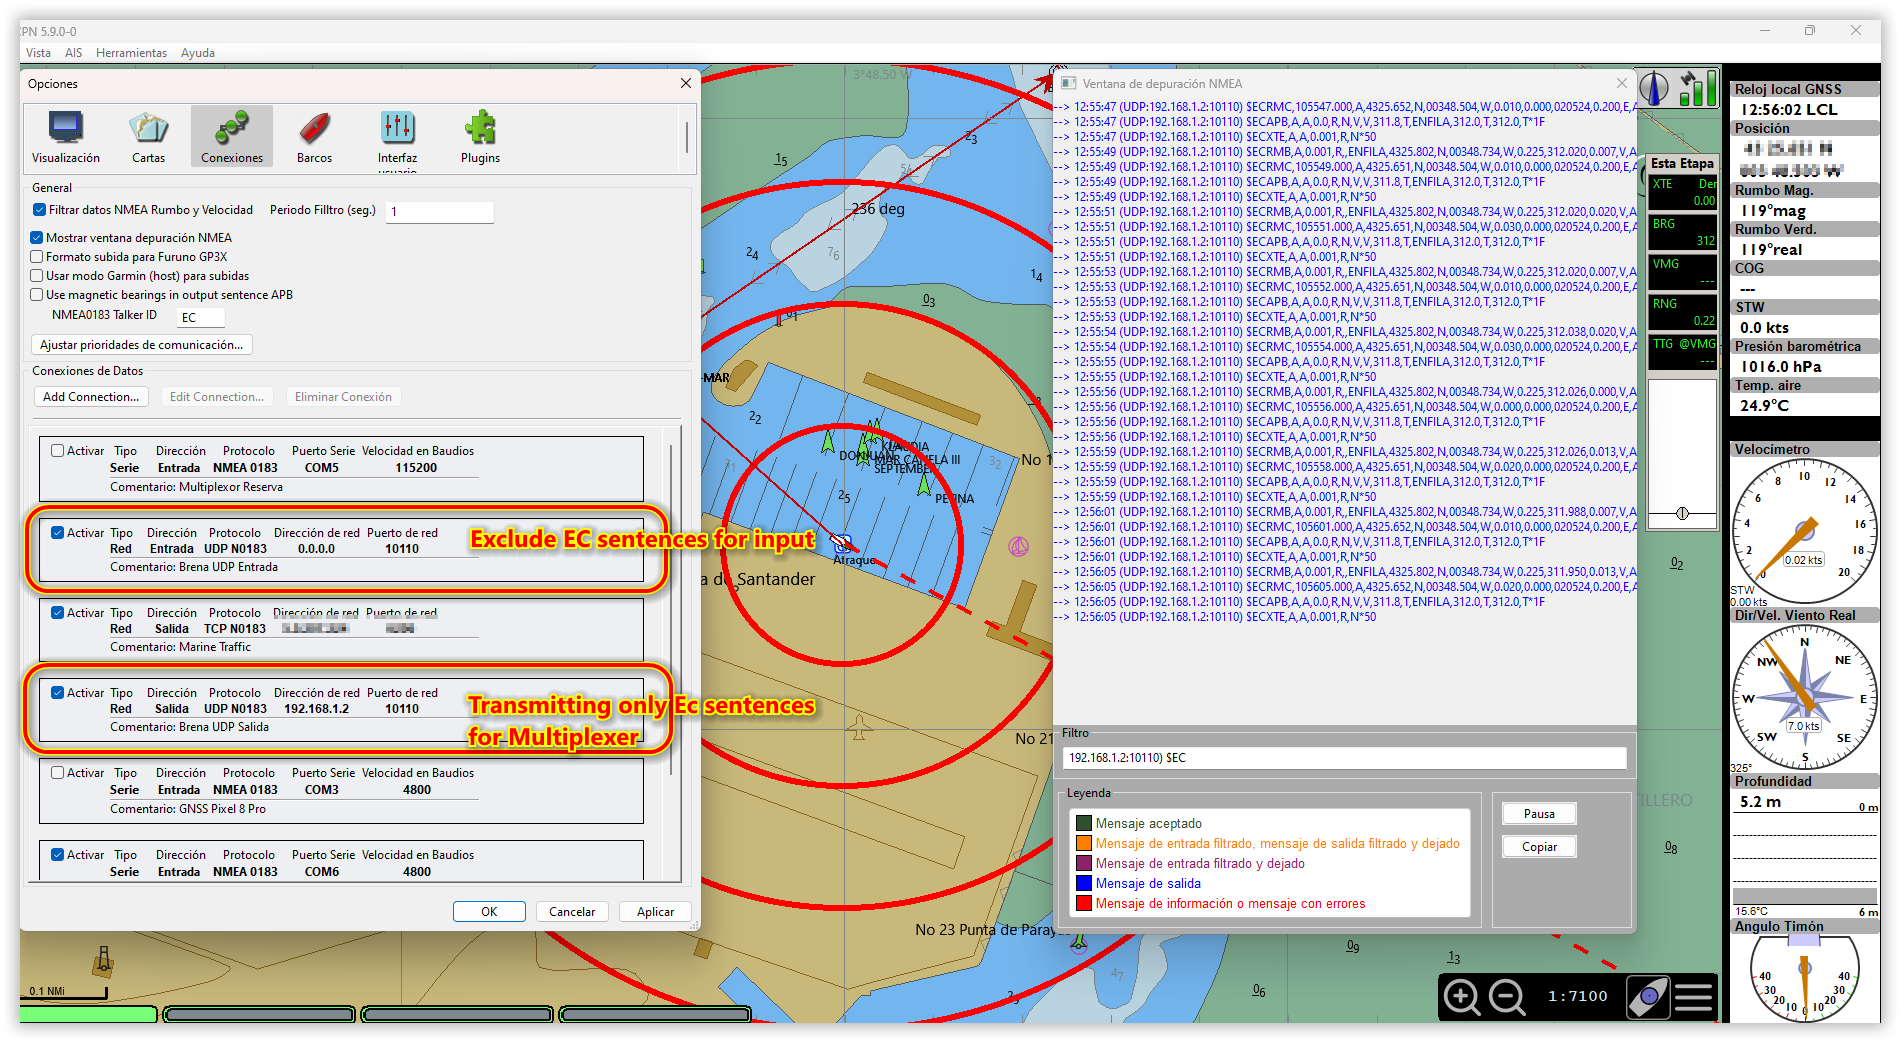 CPN 5.9.0-0
Vista AIS Herramientas Ayuda
Opciones
Visualización Cartas Conexiones Barcos Interfaz usuario Plugins
General
Filtrar datos NMEA Rumbo y Velocidad Periodo Filltro (seg.) 1
Mostrar ventana depuración NMEA
Formato subida para Furuno GP3X
Usar modo Garmin (host) para subidas
Use magnetic bearings in output sentence APB
NMEA0183 Talker ID EC
Ajustar prioridades de comunicación...
Conexiones de Datos
Add Connection... Edit Connection... Eliminar Conexión
Activar Tipo Dirección Protocolo Puerto Serie Velocidad en Baudios
Serie Entrada NMEA 0183 COM5 115200
Comentario: Multiplexor Reserva
Activar Tipo Dirección Protocolo Dirección de red Puerto de red
Red Entrada UDP N0183 0.0.0.0 10110
Comentario: Brena UDP Entrada
Exclude EC sentences for input
Activar Tipo Dirección Protocolo Dirección de red Puerto de red
Red Salida TCP N0183
Comentario: Marine Traffic
Activar Tipo Dirección Protocolo Dirección de red Puerto de red
Red Salida UDP N0183 192.168.1.2 10110
Comentario: Brena UDP Salida
Transmitting only Ec sentences
for Multiplexer
Activar Tipo Dirección Protocolo Puerto Serie Velocidad en Baudios
Serie Entrada NMEA 0183 COM3 4800
Comentario: GNSS Pixel 8 Pro
Activar Tipo Dirección Protocolo Puerto Serie Velocidad en Baudios
Serie Entrada NMEA 0183 COM6 4800
OK Cancelar Aplicar
0.1 NMi
3°48.50 W
236 deg
-MAR
KLAUDIA
DONJUAN
MAR CANELA III
SEPTEMBER
PERNA
Atraque
a de Santander
No 1
No 21
No 23 Punta de Paraya
TILLERO
Ventana de depuración NMEA
--> 12:55:47 (UDP:192.168.1.2:10110) $ECRMC,105547.000,A,4325.652,N,00348.504,W,0.010,0.000,020524,0.200,E,A
--> 12:55:47 (UDP:192.168.1.2:10110) $ECAPB,A,A,0.0,R,N,V,V,311.8,T,ENFILA,312.0,T,312.0,T*1F
--> 12:55:47 (UDP:192.168.1.2:10110) $ECXTE,A,A,0.001,R,N*50
--> 12:55:49 (UDP:192.168.1.2:10110) $ECRMB,A,0.001,R,,ENFILA,4325.802,N,00348.734,W,0.225,312.020,0.007,V,A
--> 12:55:49 (UDP:192.168.1.2:10110) $ECRMC,105549.000,A,4325.651,N,00348.504,W,0.010,0.000,020524,0.200,E,A
--> 12:55:49 (UDP:192.168.1.2:10110) $ECAPB,A,A,0.0,R,N,V,V,311.8,T,ENFILA,312.0,T,312.0,T*1F
--> 12:55:49 (UDP:192.168.1.2:10110) $ECXTE,A,A,0.001,R,N*50
--> 12:55:51 (UDP:192.168.1.2:10110) $ECRMB,A,0.001,R,,ENFILA,4325.802,N,00348.734,W,0.225,312.020,0.020,V,A
--> 12:55:51 (UDP:192.168.1.2:10110) $ECRMC,105551.000,A,4325.651,N,00348.504,W,0.030,0.000,020524,0.200,E,A
--> 12:55:51 (UDP:192.168.1.2:10110) $ECAPB,A,A,0.0,R,N,V,V,311.8,T,ENFILA,312.0,T,312.0,T*1F
--> 12:55:51 (UDP:192.168.1.2:10110) $ECXTE,A,A,0.001,R,N*50
--> 12:55:53 (UDP:192.168.1.2:10110) $ECRMB,A,0.001,R,,ENFILA,4325.802,N,00348.734,W,0.225,312.020,0.007,V,A
--> 12:55:53 (UDP:192.168.1.2:10110) $ECRMC,105552.000,A,4325.651,N,00348.504,W,0.010,0.000,020524,0.200,E,A
--> 12:55:53 (UDP:192.168.1.2:10110) $ECAPB,A,A,0.0,R,N,V,V,311.8,T,ENFILA,312.0,T,312.0,T*1F
--> 12:55:53 (UDP:192.168.1.2:10110) $ECXTE,A,A,0.001,R,N*50
--> 12:55:54 (UDP:192.168.1.2:10110) $ECRMB,A,0.001,R,,ENFILA,4325.802,N,00348.734,W,0.225,312.038,0.020,V,A
--> 12:55:54 (UDP:192.168.1.2:10110) $ECRMC,105554.000,A,4325.651,N,00348.504,W,0.030,0.000,020524,0.200,E,A
--> 12:55:55 (UDP:192.168.1.2:10110) $ECAPB,A,A,0.0,R,N,V,V,311.8,T,ENFILA,312.0,T,312.0,T*1F
--> 12:55:55 (UDP:192.168.1.2:10110) $ECXTE,A,A,0.001,R,N*50
--> 12:55:56 (UDP:192.168.1.2:10110) $ECRMB,A,0.001,R,,ENFILA,4325.802,N,00348.734,W,0.225,312.026,0.000,V,A
--> 12:55:56 (UDP:192.168.1.2:10110) $ECRMC,105556.000,A,4325.651,N,00348.504,W,0.000,0.000,020524,0.200,E,A
--> 12:55:56 (UDP:192.168.1.2:10110) $ECAPB,A,A,0.0,R,N,V,V,311.8,T,ENFILA,312.0,T,312.0,T*1F
--> 12:55:56 (UDP:192.168.1.2:10110) $ECXTE,A,A,0.001,R,N*50
--> 12:55:59 (UDP:192.168.1.2:10110) $ECRMB,A,0.001,R,,ENFILA,4325.802,N,00348.734,W,0.225,312.026,0.013,V,A
--> 12:55:59 (UDP:192.168.1.2:10110) $ECRMC,105558.000,A,4325.651,N,00348.504,W,0.020,0.000,020524,0.200,E,A
--> 12:55:59 (UDP:192.168.1.2:10110) $ECAPB,A,A,0.0,R,N,V,V,311.8,T,ENFILA,312.0,T,312.0,T*1F
--> 12:55:59 (UDP:192.168.1.2:10110) $ECXTE,A,A,0.001,R,N*50
--> 12:56:01 (UDP:192.168.1.2:10110) $ECRMB,A,0.001,R,,ENFILA,4325.802,N,00348.734,W,0.225,311.988,0.007,V,A
--> 12:56:01 (UDP:192.168.1.2:10110) $ECRMC,105601.000,A,4325.652,N,00348.504,W,0.010,0.000,020524,0.200,E,A
--> 12:56:01 (UDP:192.168.1.2:10110) $ECAPB,A,A,0.0,R,N,V,V,311.8,T,ENFILA,312.0,T,312.0,T*1F
--> 12:56:01 (UDP:192.168.1.2:10110) $ECXTE,A,A,0.001,R,N*50
--> 12:56:05 (UDP:192.168.1.2:10110) $ECRMB,A,0.001,R,,ENFILA,4325.802,N,00348.734,W,0.225,311.950,0.013,V,A
--> 12:56:05 (UDP:192.168.1.2:10110) $ECRMC,105605.000,A,4325.652,N,00348.504,W,0.020,0.000,020524,0.200,E,A
--> 12:56:05 (UDP:192.168.1.2:10110) $ECAPB,A,A,0.0,R,N,V,V,311.8,T,ENFILA,312.0,T,312.0,T*1F
--> 12:56:05 (UDP:192.168.1.2:10110) $ECXTE,A,A,0.001,R,N*50
Filtro
192.168.1.2:10110) $EC
Leyenda
Mensaje aceptado
Mensaje de entrada filtrado, mensaje de salida filtrado y dejado
Mensaje de entrada filtrado y dejado
Mensaje de salida
Mensaje de información o mensaje con errores
Pausa
Copiar
1:7100
Esta Etapa
XTE Der
0.00
BRG
312
VMG
---
RNG
0.22
TTG @VMG
---
Reloj local GNSS
12:56:02 LCL
Posición
Rumbo Mag.
119°mag
Rumbo Verd.
119°real
COG
---
STW
0.0 kts
Presión barométrica
1016.0 hPa
Temp. aire
24.9°C
Velocímetro
0 2 4 6 8 10 12 14 16 18 20
0.02 kts
STW
0.00 kts
Dir/Vel. Viento Real
N NE E SE S SW W NW
7.0 kts
325°
Profundidad
5.2 m 0 m
15.6°C 6 m
Angulo Timón
40 30 20 10 0 10 20 30 40